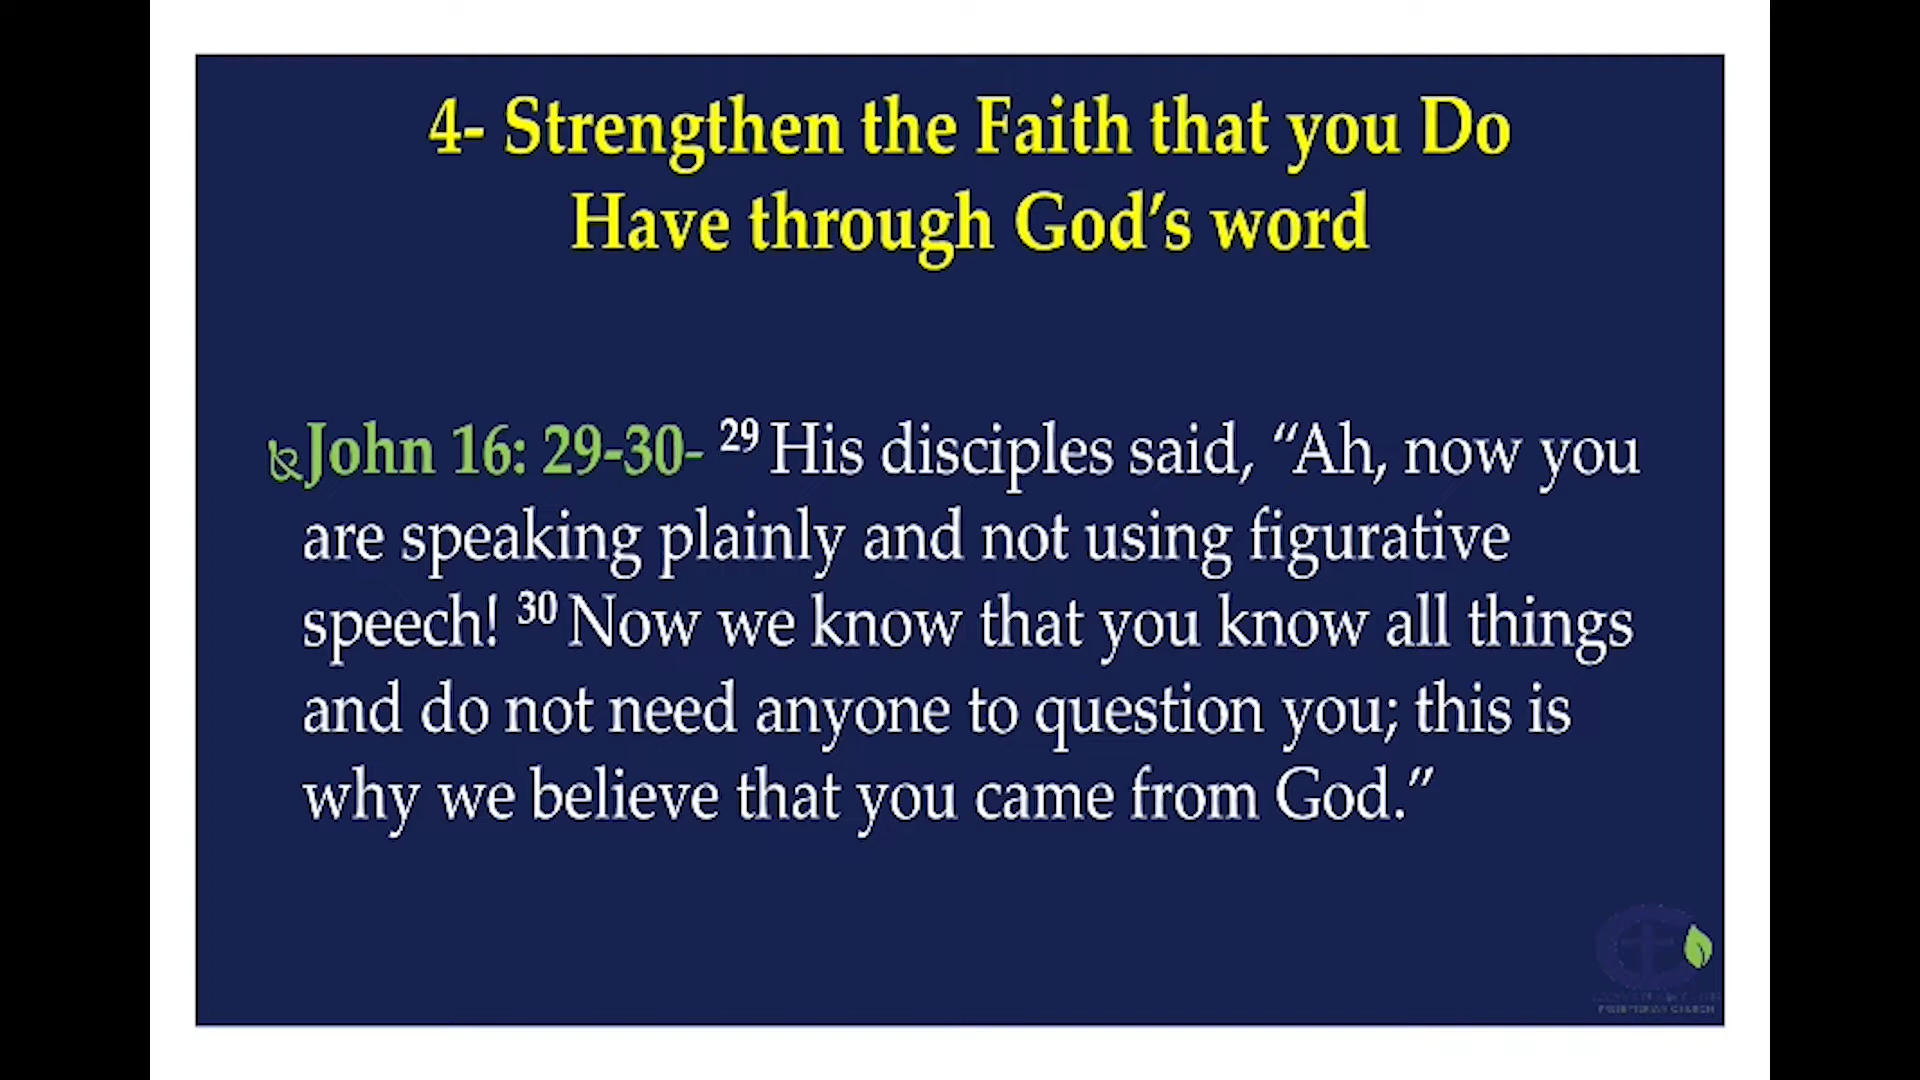 4- Strengthen the Faith that you Do
Have through God’s word
John 16: 29-30- 29 His disciples said, “Ah, now you
are speaking plainly and not using figurative
speech! 30 Now we know that you know all things
and do not need anyone to question you; this is
why we believe that you came from God.”
PRESBYTERIAN CHURCH